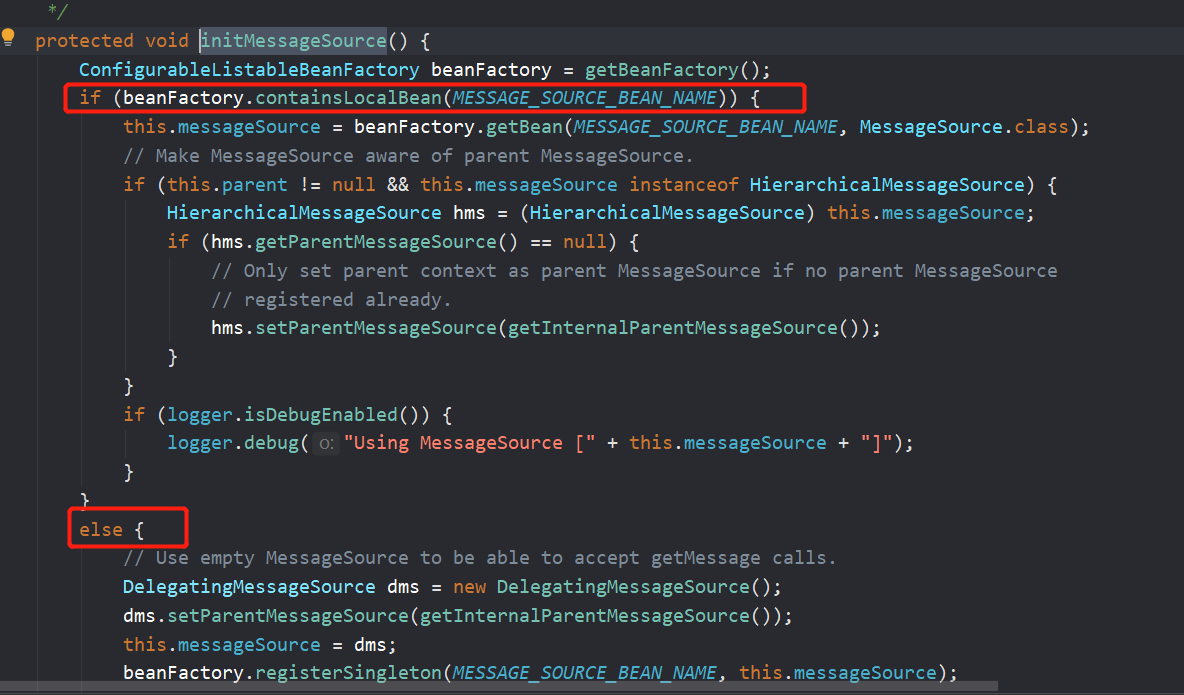 */
protected void initMessageSource() {
ConfigurableListableBeanFactory beanFactory = getBeanFactory();
if (beanFactory.containsLocalBean(MESSAGE_SOURCE_BEAN_NAME)) {
this.messageSource = beanFactory.getBean(MESSAGE_SOURCE_BEAN_NAME, MessageSource.class);
// Make MessageSource aware of parent MessageSource.
if (this.parent != null && this.messageSource instanceof HierarchicalMessageSource) {
HierarchicalMessageSource hms = (HierarchicalMessageSource) this.messageSource;
if (hms.getParentMessageSource() == null) {
// Only set parent context as parent MessageSource if no parent MessageSource
// registered already.
hms.setParentMessageSource(getInternalParentMessageSource());
}
}
if (logger.isDebugEnabled()) {
logger.debug( o: "Using MessageSource [" + this.messageSource + "]");
}
}
else {
// Use empty MessageSource to be able to accept getMessage calls.
DelegatingMessageSource dms = new DelegatingMessageSource();
dms.setParentMessageSource(getInternalParentMessageSource());
this.messageSource = dms;
beanFactory.registerSingleton(MESSAGE_SOURCE_BEAN_NAME, this.messageSource);